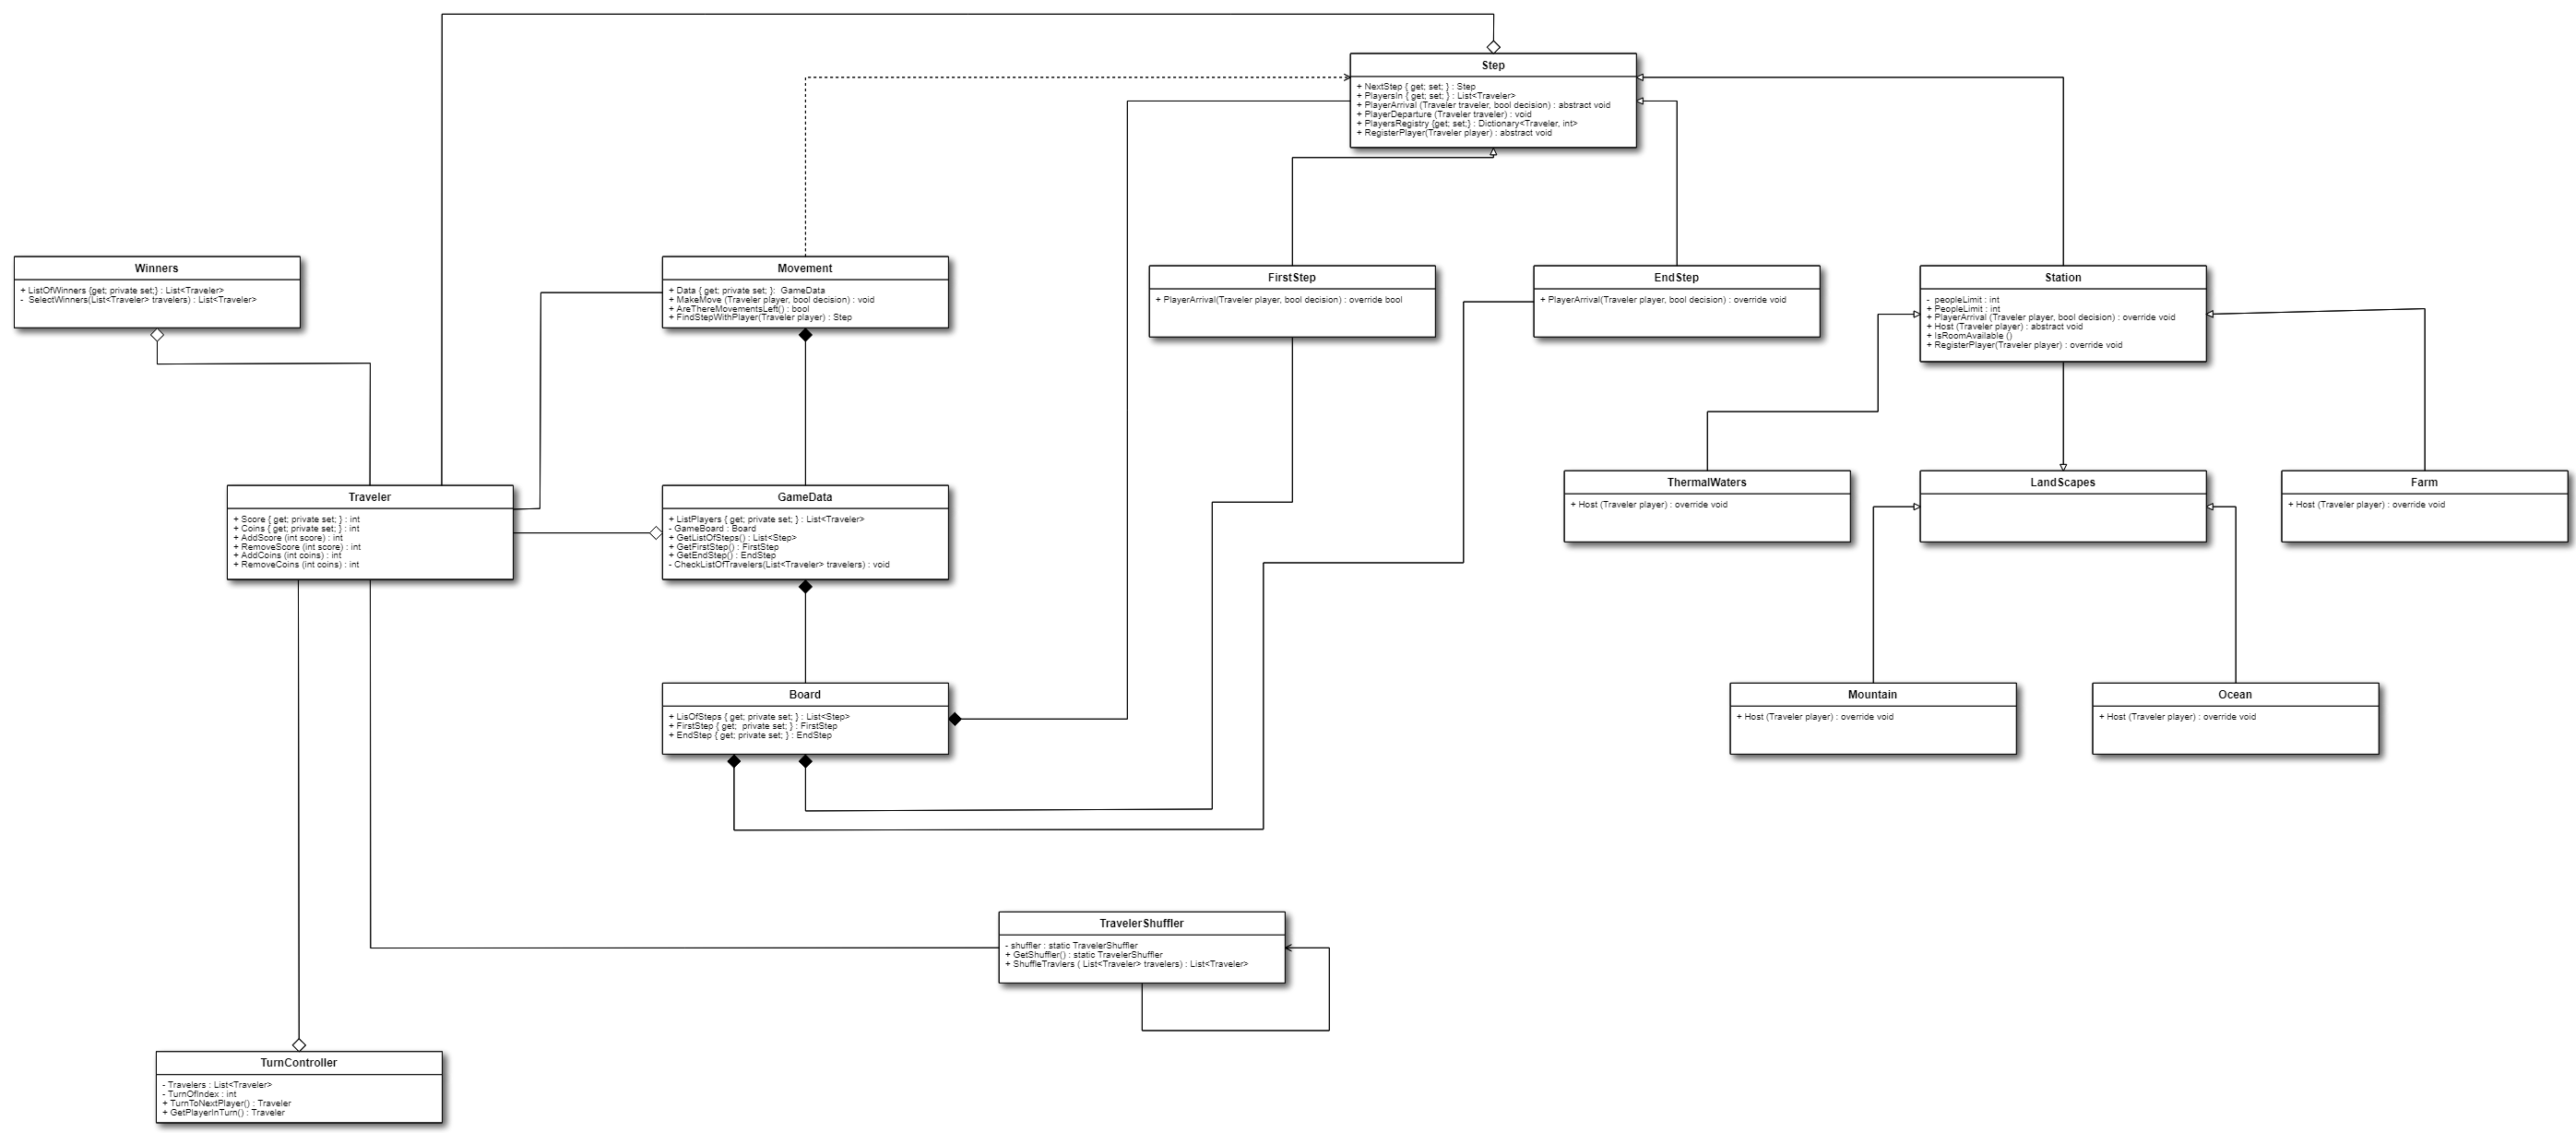 Step
+ NextStep { get; set; } : Step
+ PlayersIn { get; set; } : List<Traveler>
+ PlayerArrival (Traveler traveler, bool decision) : abstract void
+ PlayerDeparture (Traveler traveler) : void
+ PlayersRegistry {get; set;} : Dictionary<Traveler, int>
+ RegisterPlayer(Traveler player) : abstract void
Winners
+ ListOfWinners {get; private set;} : List<Traveler>
- SelectWinners(List<Traveler> travelers) : List<Traveler>
Movement
+ Data { get; private set; }: GameData
+ MakeMove (Traveler player, bool decision) : void
+ AreThereMovementsLeft() : bool
+ FindStepWithPlayer(Traveler player) : Step
FirstStep
+ PlayerArrival(Traveler player, bool decision) : override bool
EndStep
+ PlayerArrival(Traveler player, bool decision) : override void
Station
- peopleLimit : int
+ PeopleLimit : int
+ PlayerArrival (Traveler player, bool decision) : override void
+ Host (Traveler player) : abstract void
+ IsRoomAvailable ()
+ RegisterPlayer(Traveler player) : override void
Traveler
+ Score { get; private set; } : int
+ Coins { get; private set; } : int
+ AddScore (int score) : int
+ RemoveScore (int score) : int
+ AddCoins (int coins) : int
+ RemoveCoins (int coins) : int
GameData
+ ListPlayers { get; private set; } : List<Traveler>
- GameBoard : Board
+ GetListOfSteps() : List<Step>
+ GetFirstStep() : FirstStep
+ GetEndStep() : EndStep
- CheckListOfTravelers(List<Traveler> travelers) : void
ThermalWaters
+ Host (Traveler player) : override void
LandScapes
Farm
+ Host (Traveler player) : override void
Board
+ LisOfSteps { get; private set; } : List<Step>
+ FirstStep { get; private set; } : FirstStep
+ EndStep { get; private set; } : EndStep
Mountain
+ Host (Traveler player) : override void
Ocean
+ Host (Traveler player) : override void
TravelerShuffler
- shuffler : static TravelerShuffler
+ GetShuffler() : static TravelerShuffler
+ ShuffleTravlers ( List<Traveler> travelers) : List<Traveler>
TurnController
- Travelers : List<Traveler>
- TurnOfIndex : int
+ TurnToNextPlayer() : Traveler
+ GetPlayerInTurn() : Traveler